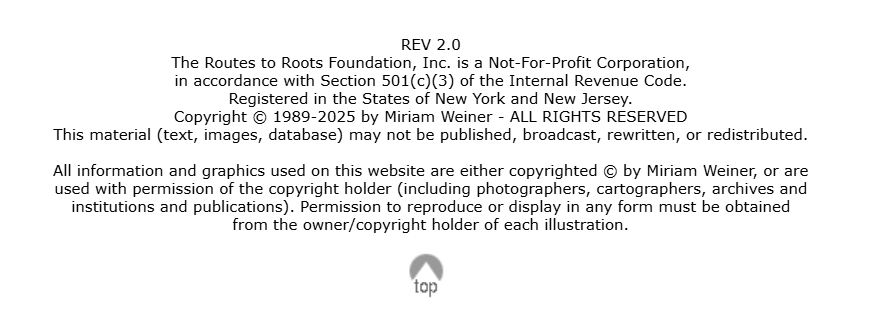 REV 2.0
The Routes to Roots Foundation, Inc. is a Not-For-Profit Corporation,
in accordance with Section 501(c)(3) of the Internal Revenue Code.
Registered in the States of New York and New Jersey.
Copyright © 1989-2025 by Miriam Weiner - ALL RIGHTS RESERVED
This material (text, images, database) may not be published, broadcast, rewritten, or redistributed.
All information and graphics used on this website are either copyrighted © by Miriam Weiner, or are
used with permission of the copyright holder (including photographers, cartographers, archives and
institutions and publications). Permission to reproduce or display in any form must be obtained
from the owner/copyright holder of each illustration.
top